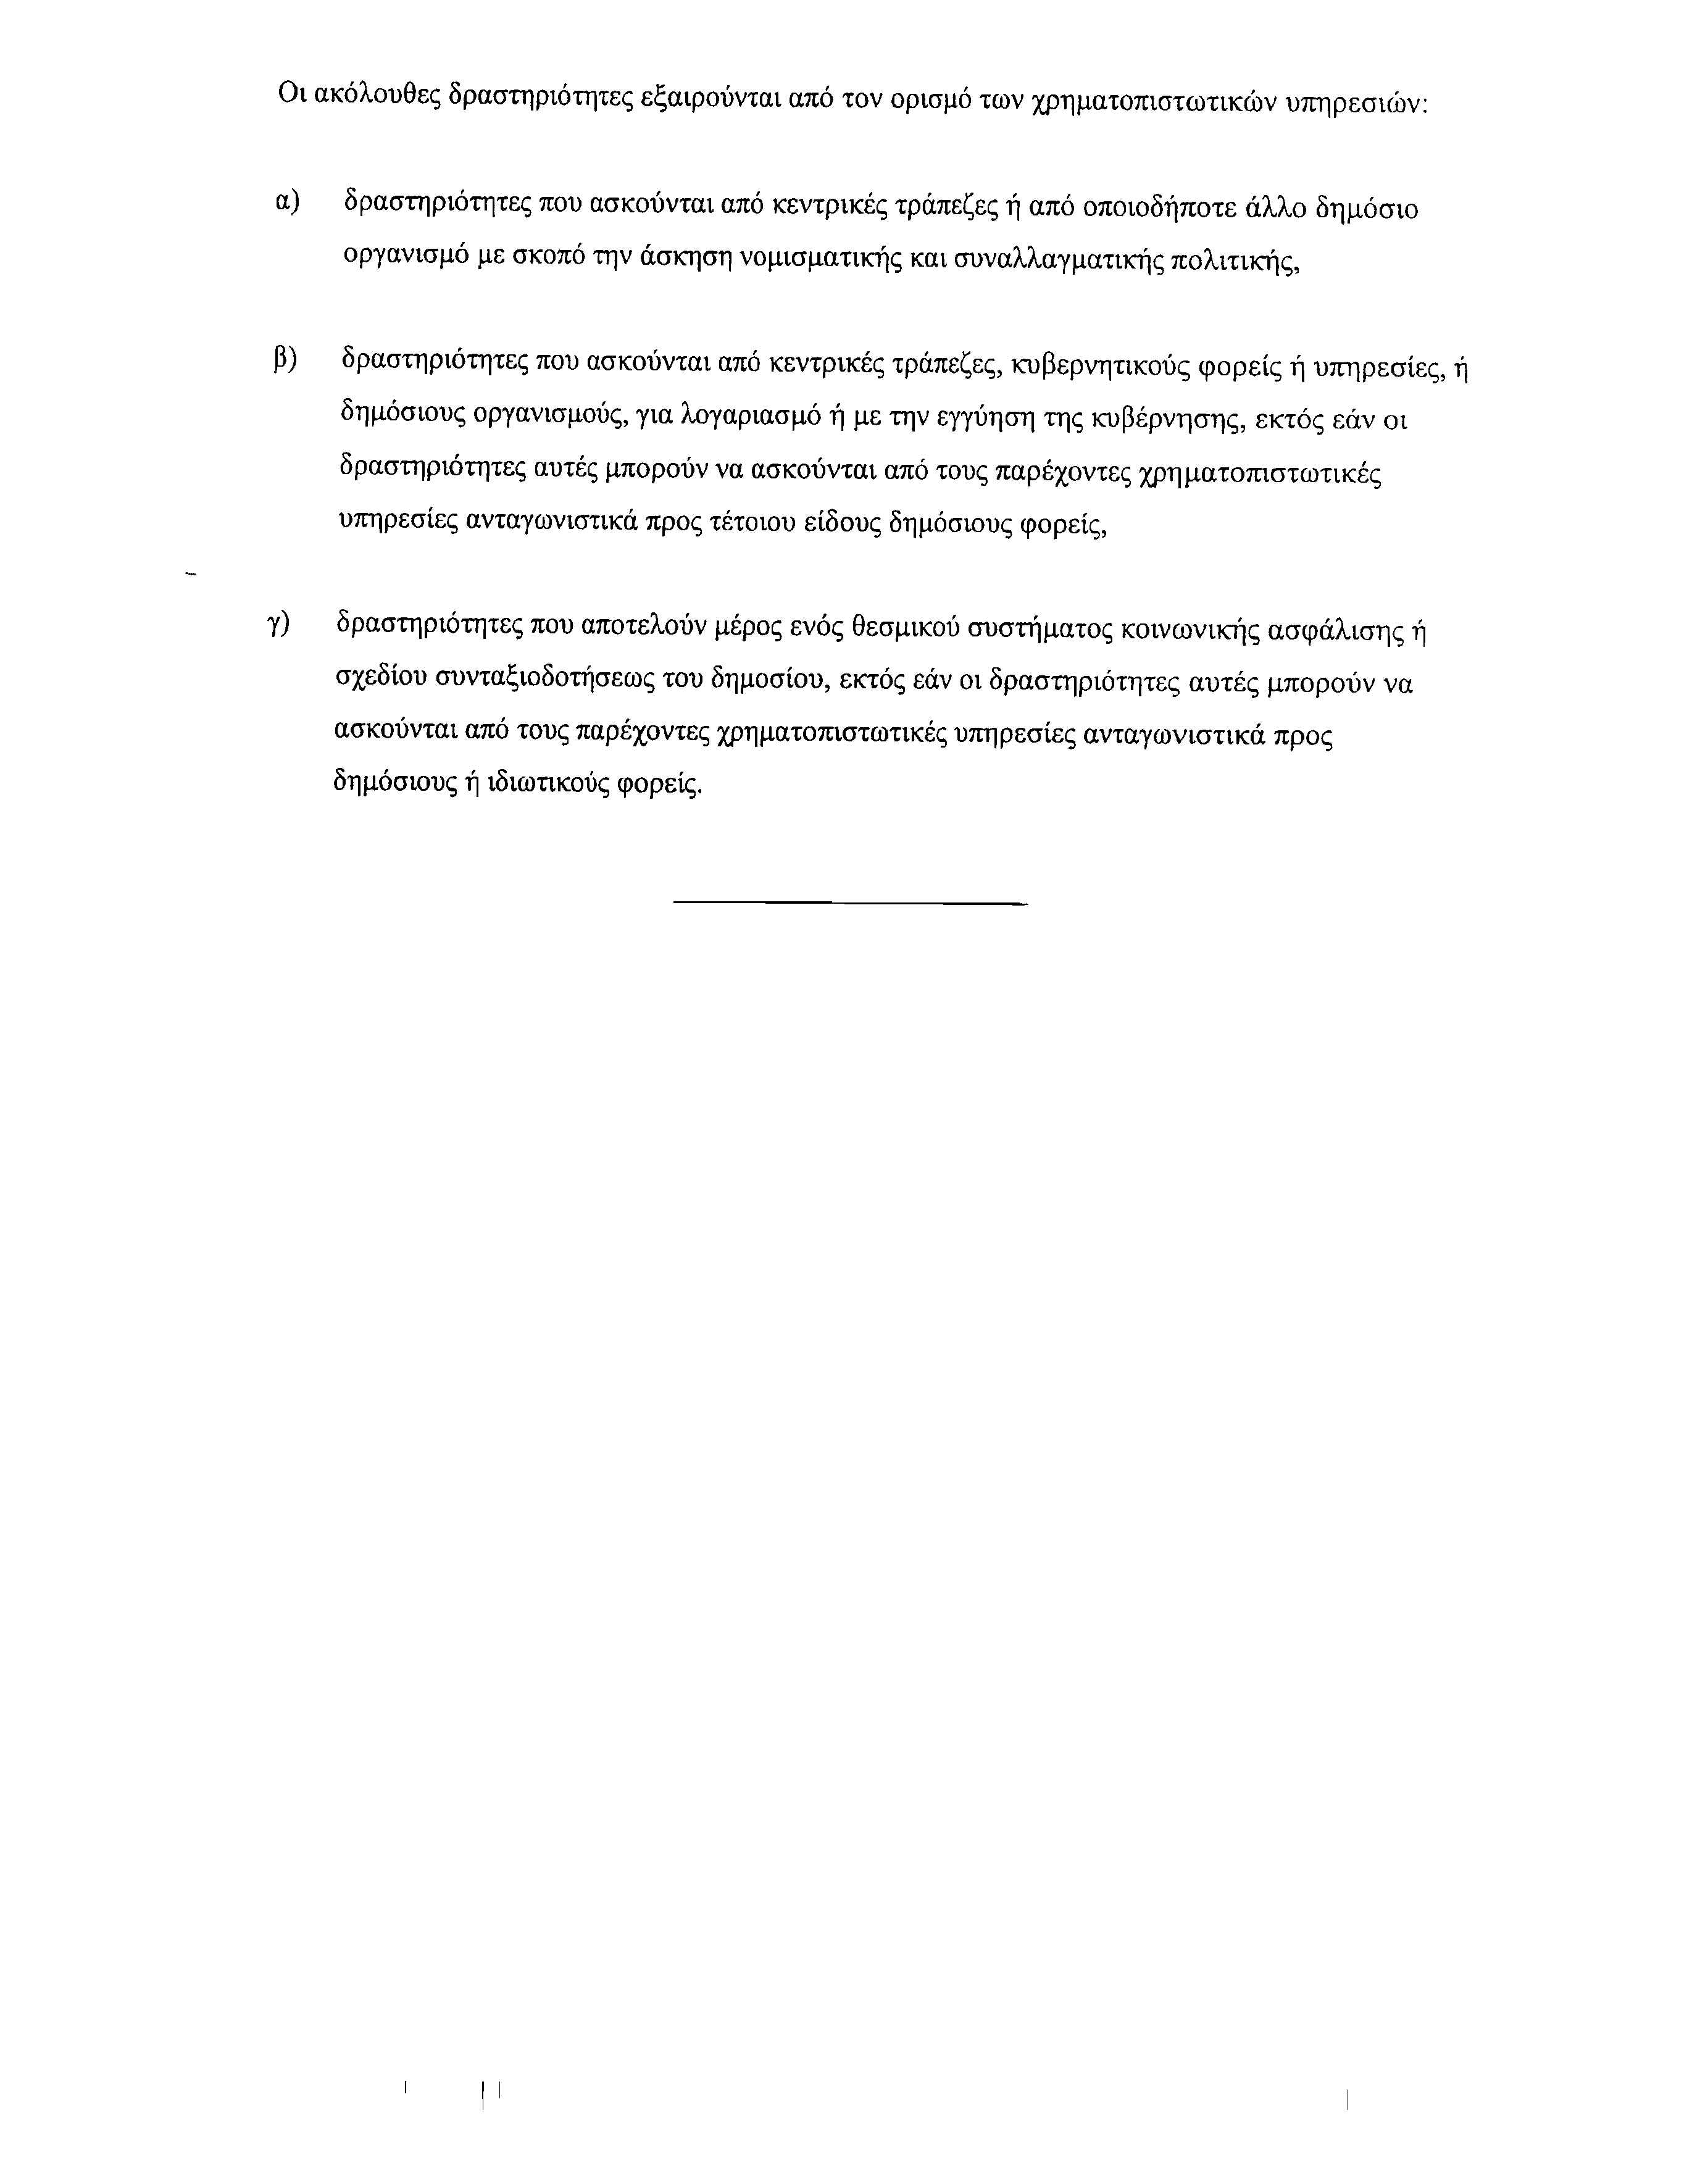 Οι ακόλουθες δραστηριότητες εξαιρούνται από τον ορισμό των χρηματοπιστωτικών υπηρεσιών:
α) δραστηριότητες που ασκούνται από κεντρικές τράπεζες ή από οποιοδήποτε άλλο δημόσιο
οργανισμό με σκοπό την άσκηση νομισματικής και συναλλαγματικής πολιτικής,
β) δραστηριότητες που ασκούνται από κεντρικές τράπεζες, κυβερνητικούς φορείς ή υπηρεσίες, ή
δημόσιους οργανισμούς, για λογαριασμό ή με την εγγύηση της κυβέρνησης, εκτός εάν οι
δραστηριότητες αυτές μπορούν να ασκούνται από τους παρέχοντες χρηματοπιστωτικές
υπηρεσίες ανταγωνιστικά προς τέτοιου είδους δημόσιους φορείς,
γ) δραστηριότητες που αποτελούν μέρος ενός θεσμικού συστήματος κοινωνικής ασφάλισης ή
σχεδίου συνταξιοδοτήσεως του δημοσίου, εκτός εάν οι δραστηριότητες αυτές μπορούν να
ασκούνται από τους παρέχοντες χρηματοπιστωτικές υπηρεσίες ανταγωνιστικά προς
δημόσιους ή ιδιωτικούς φορείς.